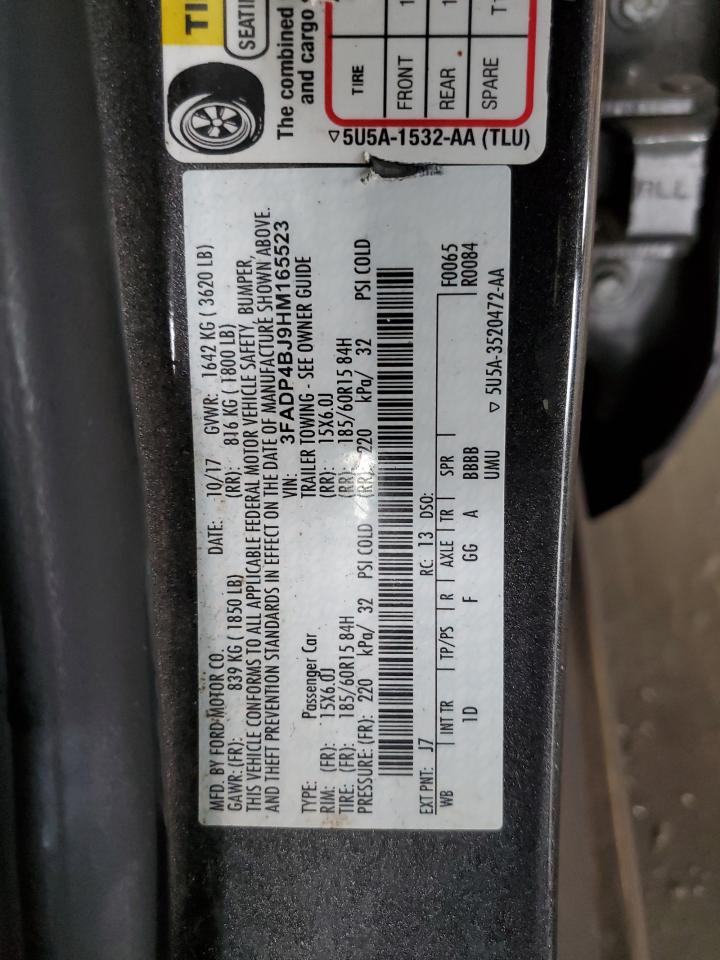 TI
SEATIN
The combined
and cargo
TIRE
FRONT 1
REAR 1
SPARE T1
5U5A-1532-AA (TLU)
MFD. BY FORD MOTOR CO.
DATE: 10/17 GVWR: 1642 KG ( 3620 LB)
GAWR: (FR): 839 KG ( 1850 LB) (RR): 816 KG ( 1800 LB)
THIS VEHICLE CONFORMS TO ALL APPLICABLE FEDERAL MOTOR VEHICLE SAFETY, BUMPER,
AND THEFT PREVENTION STANDARDS IN EFFECT ON THE DATE OF MANUFACTURE SHOWN ABOVE.
VIN: 3FADP4BJ9HM165523
TYPE: Passenger Car TRAILER TOWING - SEE OWNER GUIDE
RIM: (FR): 15X6.0J (RR): 15X6.0J
TIRE: (FR): 185/60R15 84H (RR): 185/60R15 84H
PRESSURE: (FR): 220 kPa/ 32 PSI COLD (RR): 220 kPa/ 32 PSI COLD
EXT PNT: J7 RC: 13 DSO: F0065
WB INT TR TP/PS R AXLE TR SPR R0084
1D F GG A BBBB
UMU
5U5A-3520472-AA
ALL